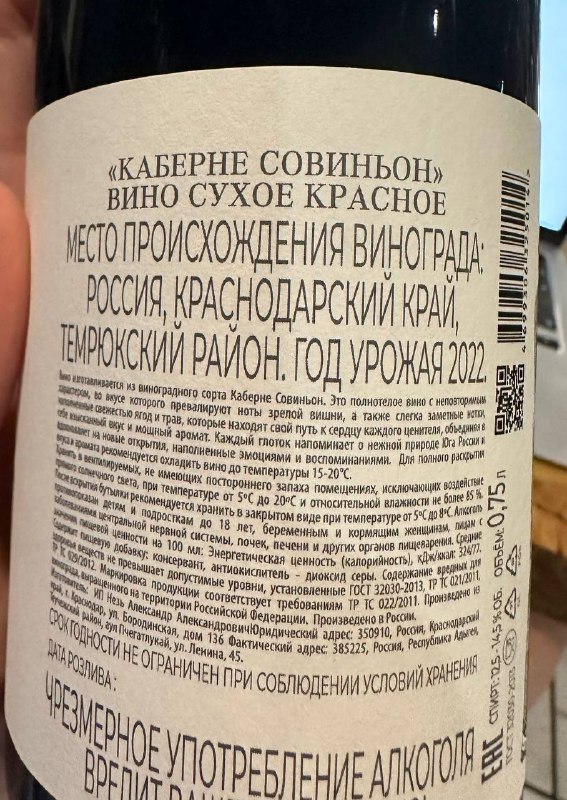 «КАБЕРНЕ СОВИНЬОН»
ВИНО СУХОЕ КРАСНОЕ
МЕСТО ПРОИСХОЖДЕНИЯ ВИНОГРАДА:
РОССИЯ, КРАСНОДАРСКИЙ КРАЙ,
ТЕМРЮКСКИЙ РАЙОН. ГОД УРОЖАЯ 2022.
Вино изготавливается из виноградного сорта Каберне Совиньон. Это полнотелое вино с неповторимым
характером, во вкусе которого превалируют ноты зрелой вишни, а также слегка заметные нотки,
наполненные свежестью ягод и трав, которые находят свой путь к сердцу каждого ценителя, объединяя в
себе изысканный вкус и мощный аромат. Каждый глоток напоминает о нежной природе Юга России и
вдохновляет на новые открытия, наполненные эмоциями и воспоминаниями. Для полного раскрытия
вкуса и аромата рекомендуется охладить вино до температуры 15-20°С.
Хранить в вентилируемых, не имеющих постороннего запаха помещениях, исключающих воздействие
прямого солнечного света, при температуре от 5°С до 20°С и относительной влажности не более 85 %.
После вскрытия бутылки рекомендуется хранить в закрытом виде при температуре от 5°С до 8°С. Алкоголь
противопоказан детям и подросткам до 18 лет, беременным и кормящим женщинам, лицам с
заболеваниями центральной нервной системы, почек, печени и других органов пищеварения. Средние
значения пищевой ценности на 100 мл: Энергетическая ценность (калорийность), кДж/ккал: 324/77.
Содержит пищевую добавку: консервант, антиокислитель - диоксид серы. Содержание вредных для
здоровья веществ не превышает допустимые уровни, установленные ГОСТ 32030-2013, ТР ТС 021/2011,
ТР ТС 029/2012. Маркировка продукции соответствует требованиям ТР ТС 022/2011. Произведено из
винограда, выращенного на территории Российской Федерации. Произведено в России.
Изготовитель: ИП Незь Александр АлександровичЮридический адрес: 350910, Россия, Краснодарский
край, г. Краснодар, ул. Бородинская, дом 136 Фактический адрес: 385225, Россия, Республика Адыгея,
район, аул Пчегатлукай, ул. Ленина, 45.
СРОК ГОДНОСТИ НЕ ОГРАНИЧЕН ПРИ СОБЛЮДЕНИИ УСЛОВИЙ ХРАНЕНИЯ
ДАТА РОЗЛИВА:
ЧРЕЗМЕРНОЕ УПОТРЕБЛЕНИЕ АЛКОГОЛЯ
ВРЕДИТ
СПИРТ: 12,5 -14,5 % ОБ. ОБЪЕМ: 0,75 л
ГОСТ 32030-2013
ЕАС